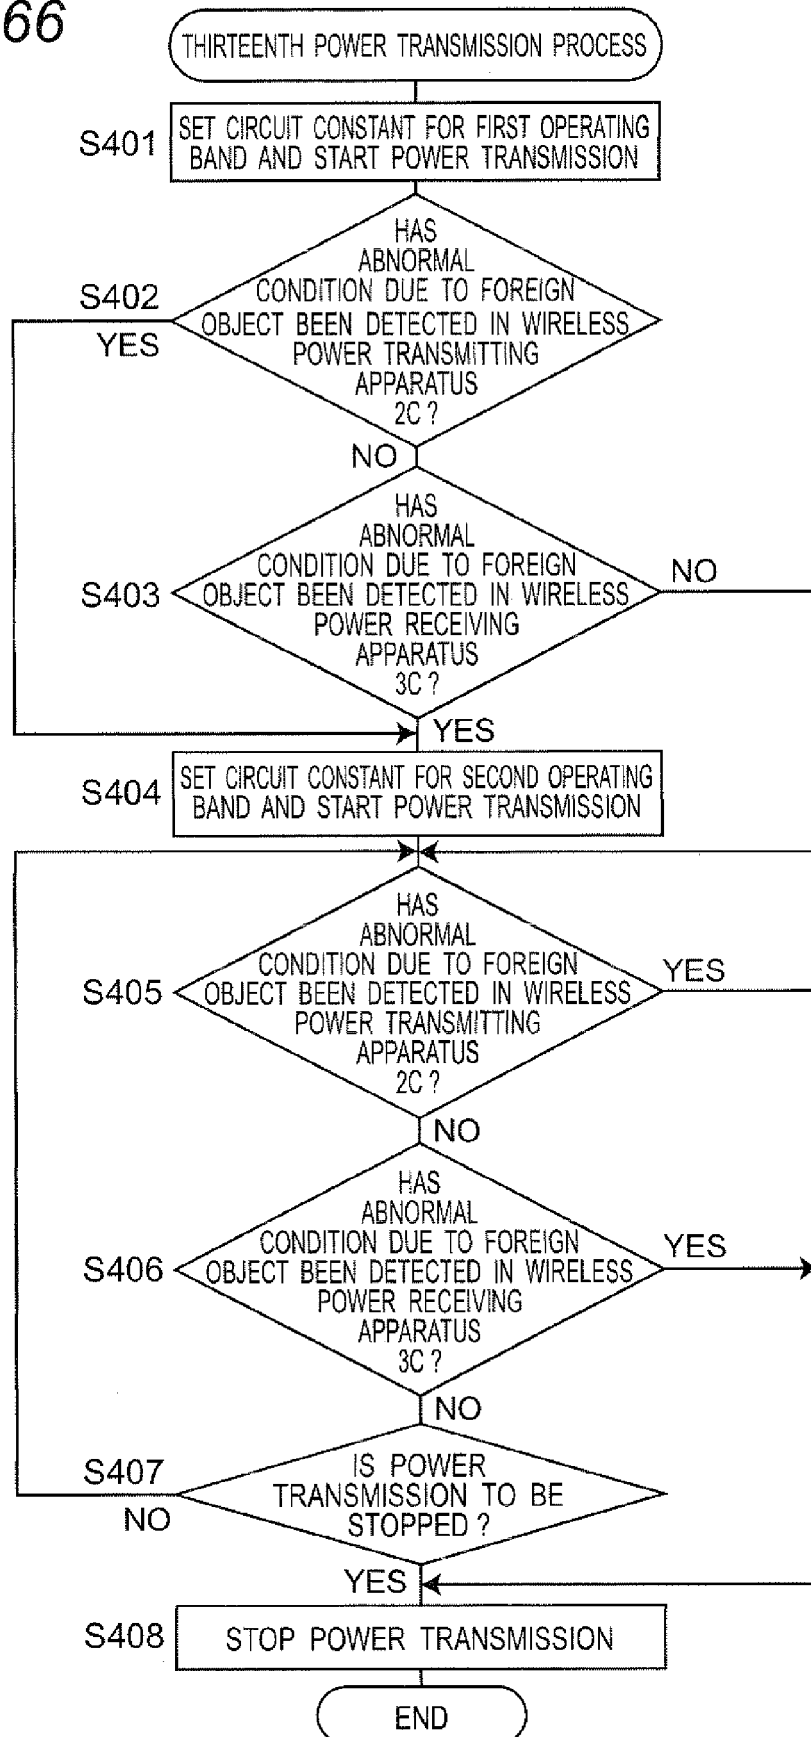 66
THIRTEENTH POWER TRANSMISSION PROCESS
S401
SET CIRCUIT CONSTANT FOR FIRST OPERATING
BAND AND START POWER TRANSMISSION
S402
HAS
ABNORMAL
CONDITION DUE TO FOREIGN
OBJECT BEEN DETECTED IN WIRELESS
POWER TRANSMITTING
APPARATUS
2C ?
YES
NO
S403
HAS
ABNORMAL
CONDITION DUE TO FOREIGN
OBJECT BEEN DETECTED IN WIRELESS
POWER RECEIVING
APPARATUS
3C ?
NO
YES
S404
SET CIRCUIT CONSTANT FOR SECOND OPERATING
BAND AND START POWER TRANSMISSION
S405
HAS
ABNORMAL
CONDITION DUE TO FOREIGN
OBJECT BEEN DETECTED IN WIRELESS
POWER TRANSMITTING
APPARATUS
2C ?
YES
NO
S406
HAS
ABNORMAL
CONDITION DUE TO FOREIGN
OBJECT BEEN DETECTED IN WIRELESS
POWER RECEIVING
APPARATUS
3C ?
YES
NO
S407
IS POWER
TRANSMISSION TO BE
STOPPED ?
NO
YES
S408
STOP POWER TRANSMISSION
END